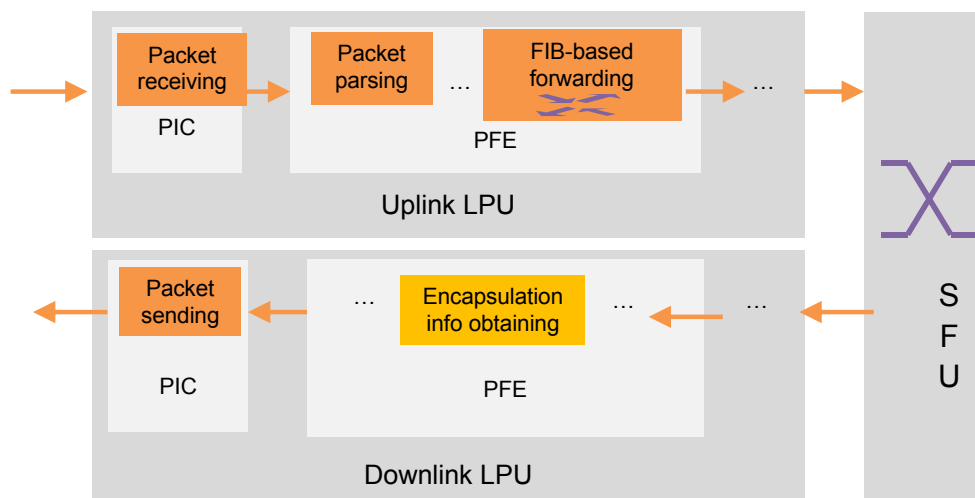 Packet
receiving
PIC
Packet
parsing
…
FIB-based
forwarding
PFE
…
Uplink LPU
Packet
sending
PIC
…
Encapsulation
info obtaining
…
PFE
…
Downlink LPU
S
F
U